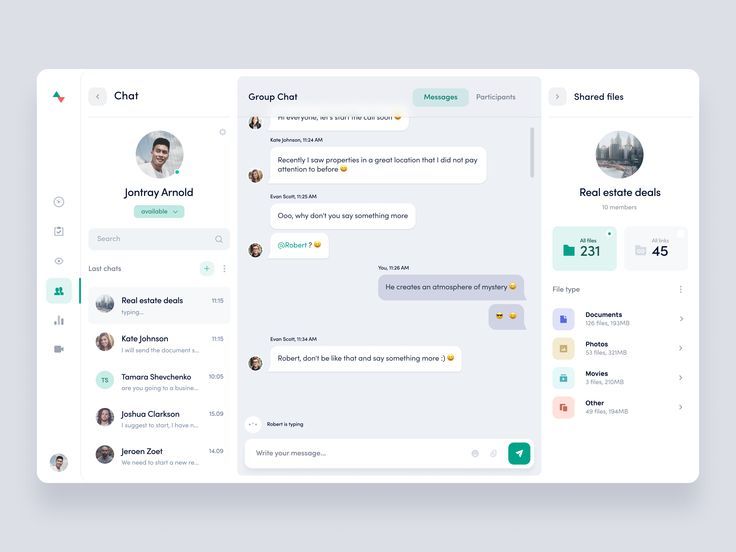 Chat
Jontray Arnold
available
Search
Last chats
Real estate deals 11:15
typing...
Kate Johnson 11:15
I will send the document s...
TS
Tamara Shevchenko 10:05
are you going to a busine...
Joshua Clarkson 15.09
I suggest to start, I have n...
Jeroen Zoet 14.09
We need to start a new re...
Group Chat
Messages Participants
Hi everyone, let's start the call soon 😄
Kate Johnson, 11:24 AM
Recently I saw properties in a great location that I did not pay
attention to before 😄
Evan Scott, 11:25 AM
Ooo, why don't you say something more
@Robert ? 😄
You, 11:26 AM
He creates an atmosphere of mystery 😄
😎 😄
Evan Scott, 11:34 AM
Robert, don't be like that and say something more :) 😄
Robert is typing
Write your message...
Shared files
Real estate deals
10 members
All files
231
All links
45
File type
Documents
126 files, 193MB
Photos
53 files, 321MB
Movies
3 files, 210MB
Other
49 files, 194MB